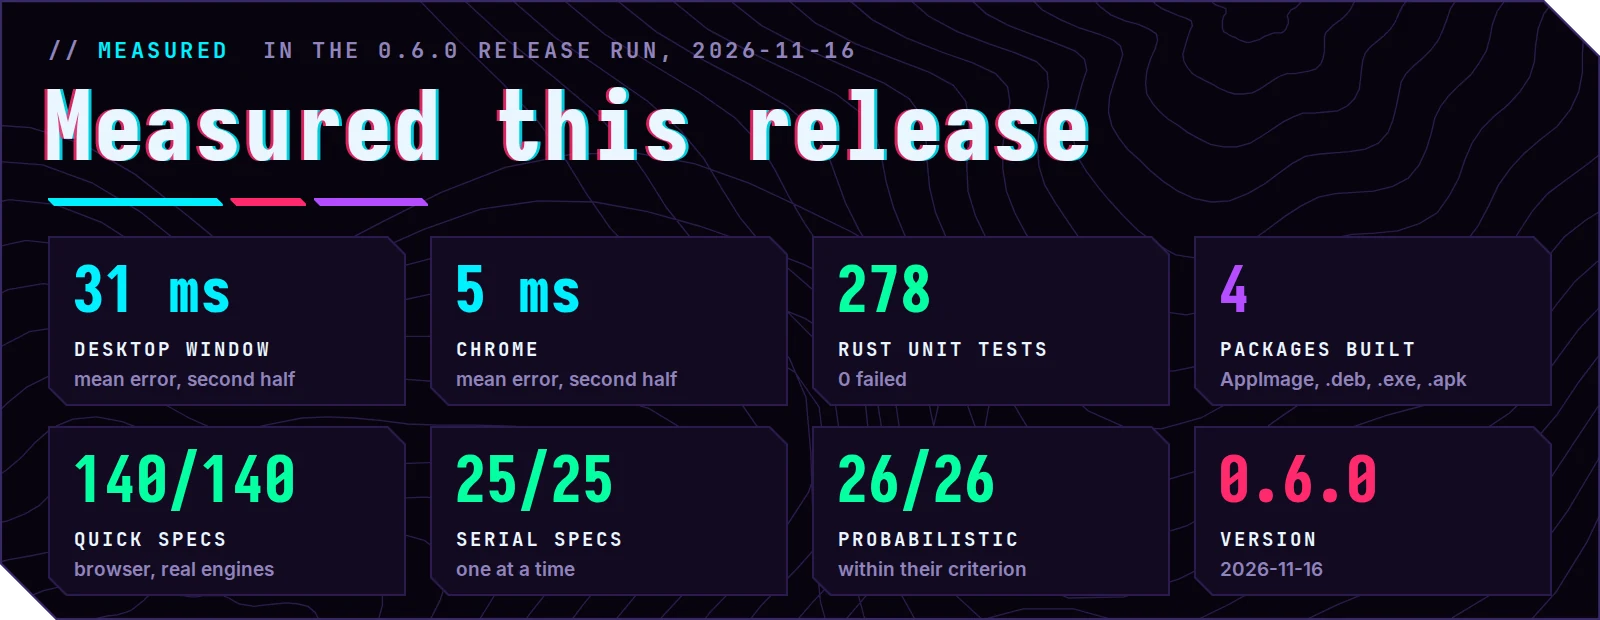 // MEASURED IN THE 0.6.0 RELEASE RUN, 2026-11-16
Measured this release
31 ms
DESKTOP WINDOW
mean error, second half
5 ms
CHROME
mean error, second half
278
RUST UNIT TESTS
0 failed
4
PACKAGES BUILT
AppImage, .deb, .exe, .apk
140/140
QUICK SPECS
browser, real engines
25/25
SERIAL SPECS
one at a time
26/26
PROBABILISTIC
within their criterion
0.6.0
VERSION
2026-11-16